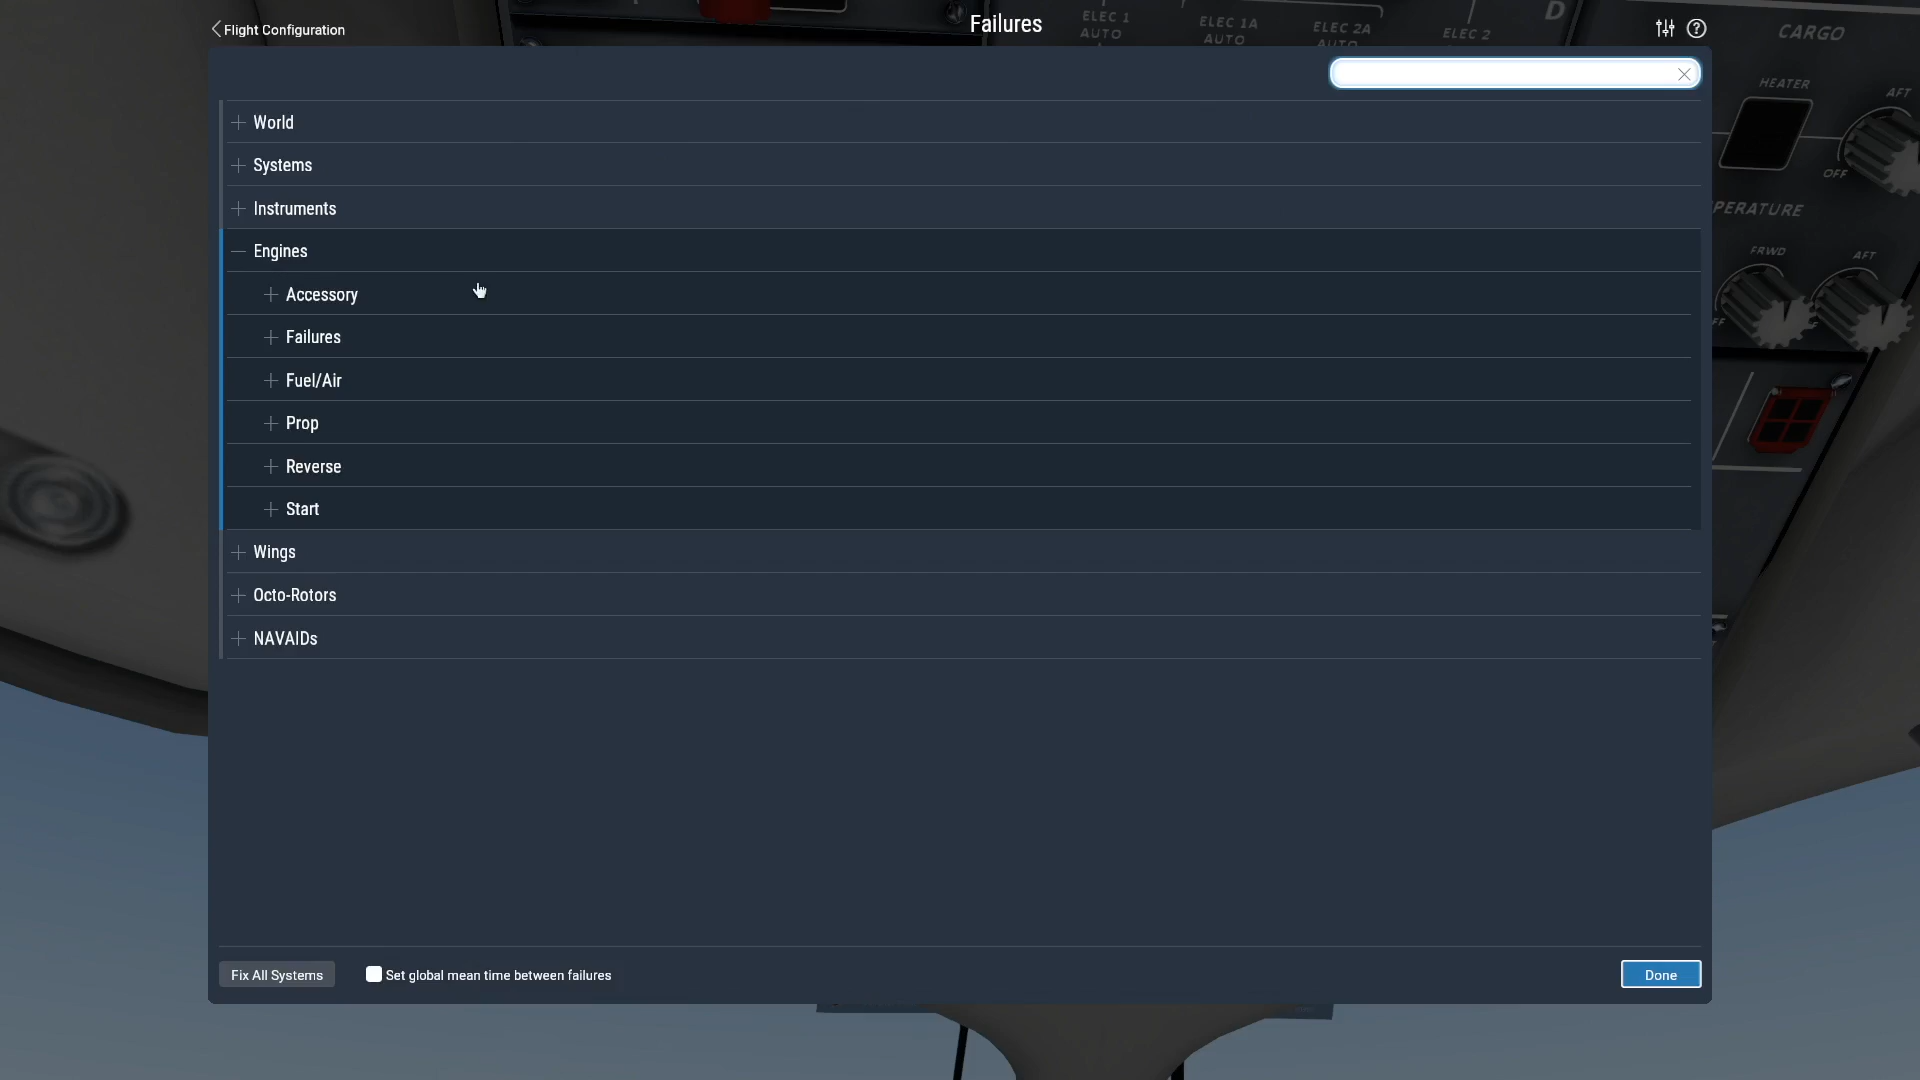 Flight Configuration
Failures
World
Systems
Instruments
Engines
Accessory
Failures
Fuel/Air
Prop
Reverse
Start
Wings
Octo-Rotors
NAVAIDs
Fix All Systems
Set global mean time between failures
Done
ELEC 1
AUTO
ELEC 1A
AUTO
ELEC 2A
AUTO
ELEC 2
D
CARGO
HEATER
AFT
OFF
PERATURE
FRWD
AFT